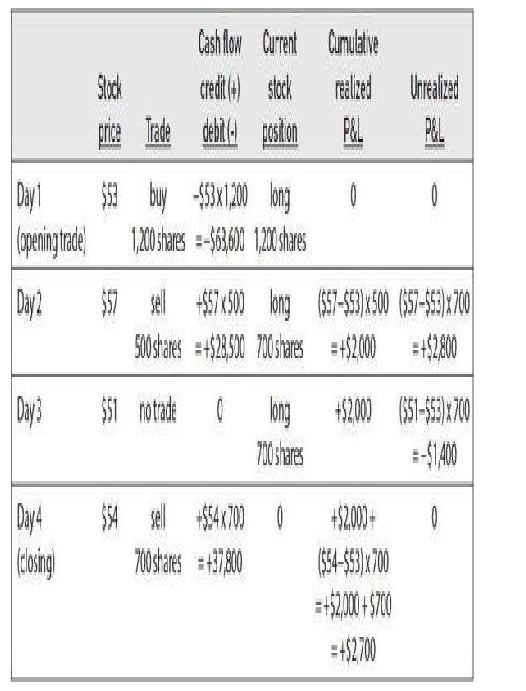 Cash flow Current Cumulative
Stock credit (+) stock realized Unrealized
price Trade debit (-) position P&L P&L
Day 1 $53 buy -$53 x 1,200 long 0 0
(opening trade) 1,200 shares =-$63,600 1,200 shares
Day 2 $57 sell +$57 x 500 long ($57-$53) x 500 ($57-$53) x 700
500 shares =+$28,500 700 shares =+$2,000 =+$2,800
Day 3 $51 no trade 0 long +$2,000 ($51-$53) x 700
700 shares =-$1,400
Day 4 $54 sell +$54 x 700 0 +$2,000+ 0
(closing) 700 shares =+37,800 ($54-$53) x 700
=+$2,000 + $700
=+$2,700